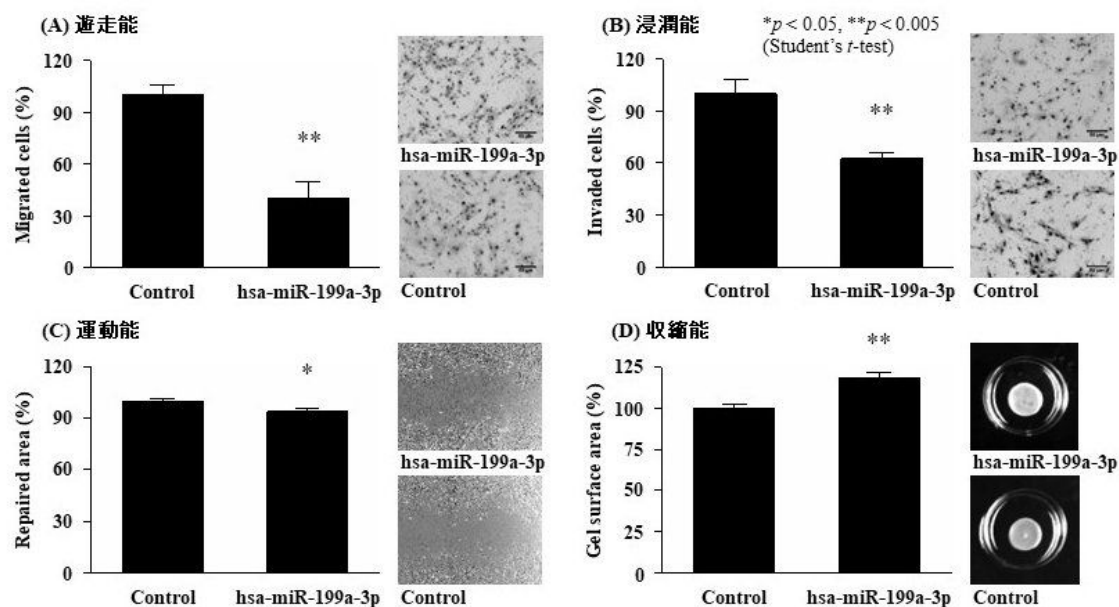 (A) 遊走能
Migrated cells (%)
120
90
60
30
0
**
Control
hsa-miR-199a-3p
hsa-miR-199a-3p
Control
(B) 浸潤能
*p < 0.05, **p < 0.005
(Student's t-test)
Invaded cells (%)
120
90
60
30
0
**
Control
hsa-miR-199a-3p
hsa-miR-199a-3p
Control
(C) 運動能
Repaired area (%)
120
90
60
30
0
*
Control
hsa-miR-199a-3p
hsa-miR-199a-3p
Control
(D) 収縮能
Gel surface area (%)
125
100
75
50
25
0
**
Control
hsa-miR-199a-3p
hsa-miR-199a-3p
Control